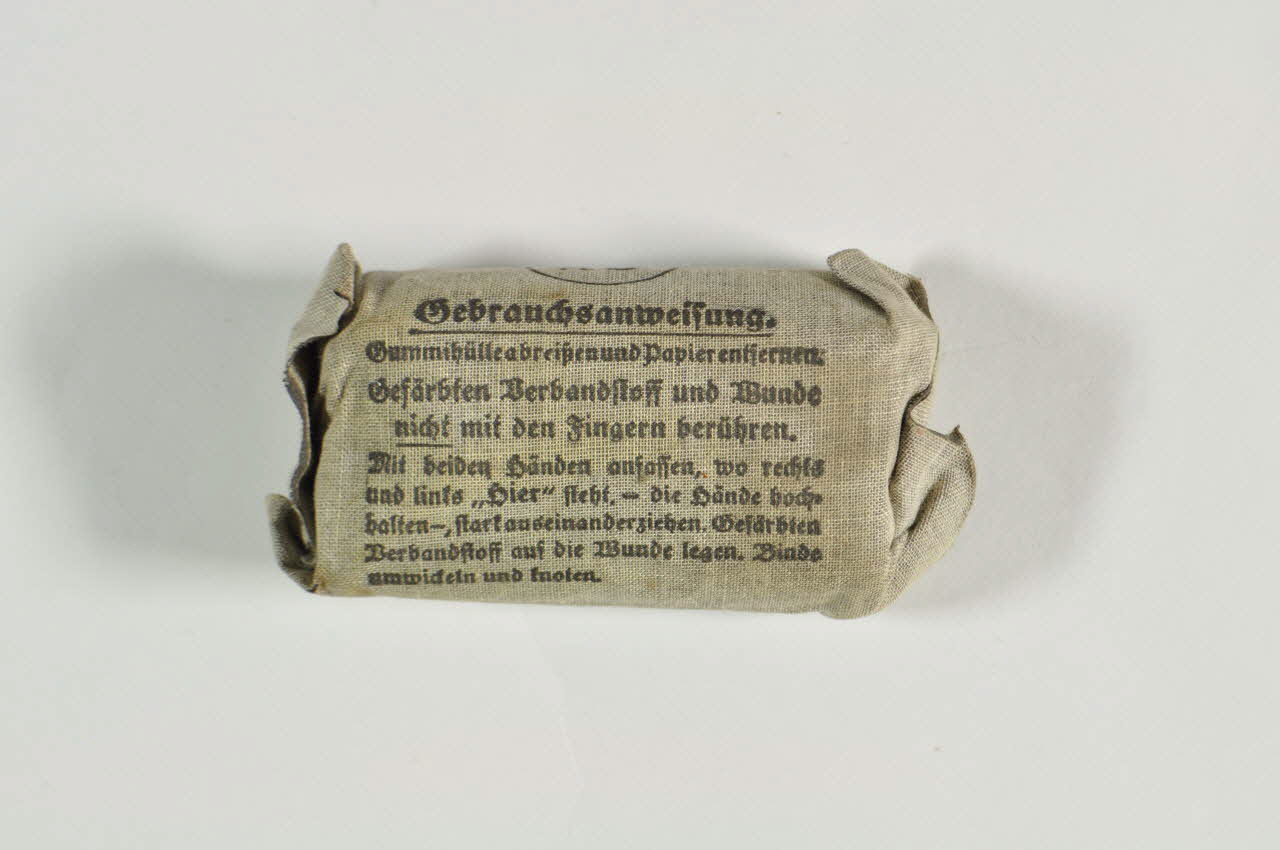 Gebrauchsanweisung.
Gummihülle abreißen und Papier entfernen.
Gefärbten Verbandstoff und Wunde
nicht mit den Fingern berühren.
Mit beiden Händen anfassen, wo rechts
und links „Hier“ steht, – die Hände hoch-
halten –, stark auseinanderziehen. Gefärbten
Verbandstoff auf die Wunde legen. Binde
umwickeln und knoten.